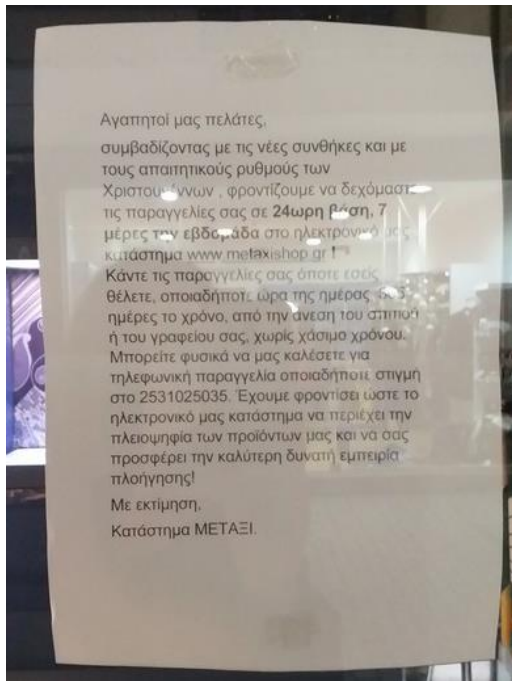 Αγαπητοί μας πελάτες,
συμβαδίζοντας με τις νέες συνθήκες και με
τους απαιτητικούς ρυθμούς των
Χριστουγέννων , φροντίζουμε να δεχόμαστε
τις παραγγελίες σας σε 24ωρη βάση, 7
μέρες την εβδομάδα στο ηλεκτρονικό μας
κατάστημα www.metaxishop.gr !
Κάντε τις παραγγελίες σας όποτε εσείς
θέλετε, οποιαδήποτε ώρα της ημέρας 365
ημέρες το χρόνο, από την άνεση του σπιτιού
ή του γραφείου σας, χωρίς χάσιμο χρόνου.
Μπορείτε φυσικά να μας καλέσετε για
τηλεφωνική παραγγελία οποιαδήποτε στιγμή
στο 2531025035. Έχουμε φροντίσει ώστε το
ηλεκτρονικό μας κατάστημα να περιέχει την
πλειοψηφία των προϊόντων μας και να σας
προσφέρει την καλύτερη δυνατή εμπειρία
πλοήγησης!
Με εκτίμηση,
Κατάστημα ΜΕΤΑΞΙ.